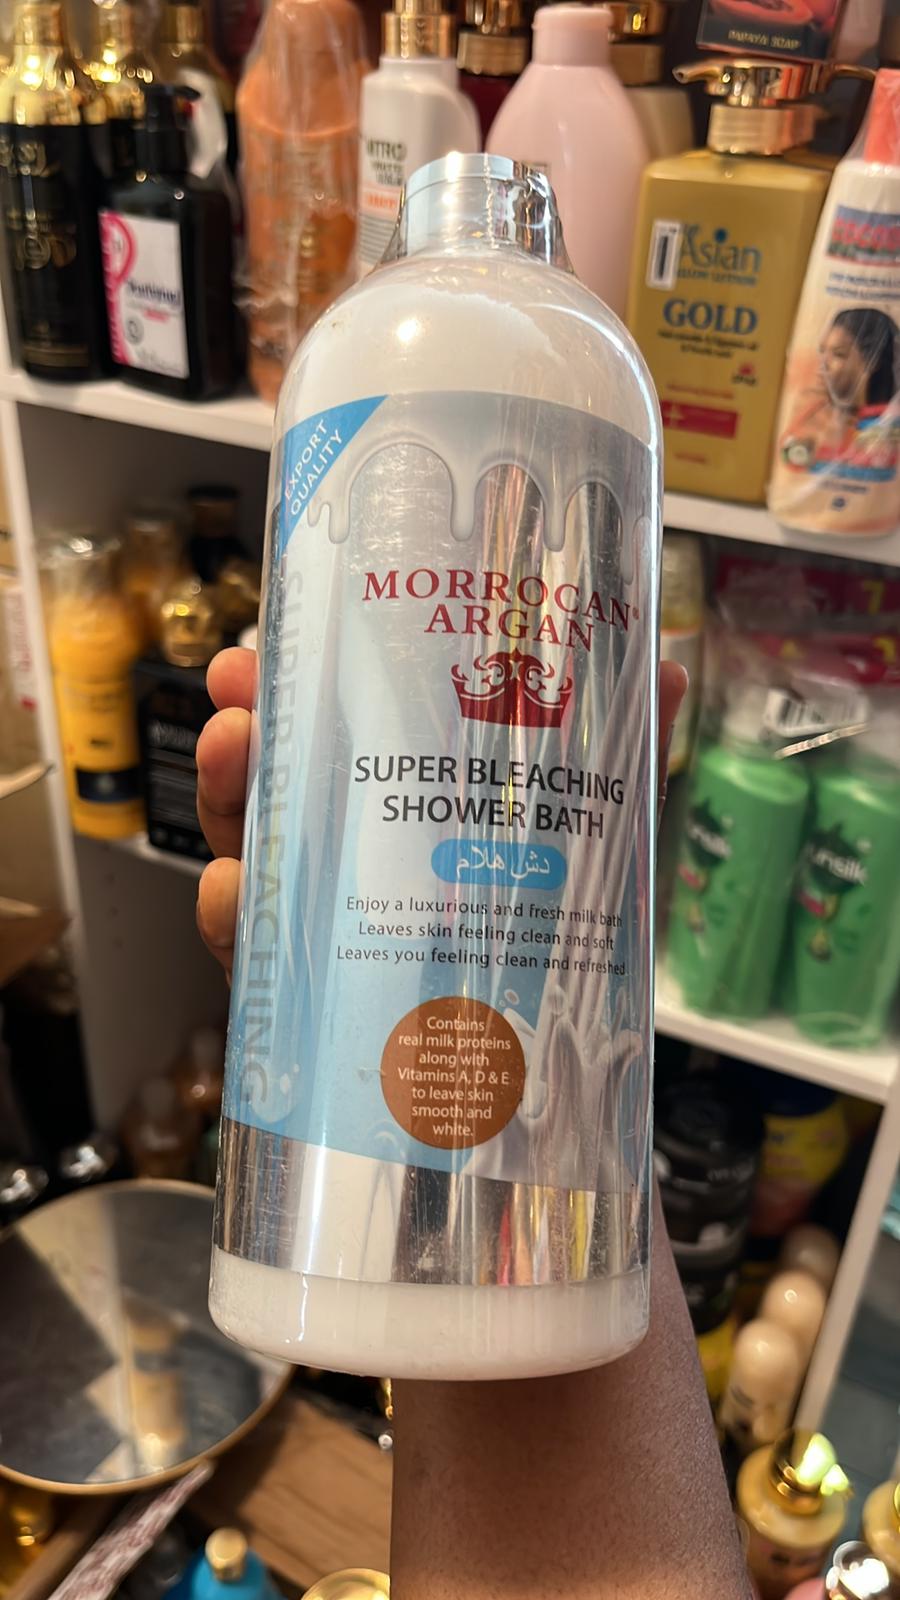 PAPAYA SOAP
Asian
GOLD
EXPORT
QUALITY
MORROCAN
ARGAN
SUPER BLEACHING
SHOWER BATH
دش هلام
Enjoy a luxurious and fresh milk bath
Leaves skin feeling clean and soft
Leaves you feeling clean and refreshed
Contains
real milk proteins
along with
Vitamins A, D & E
to leave skin
smooth and
white.
SUPER BLEACHING